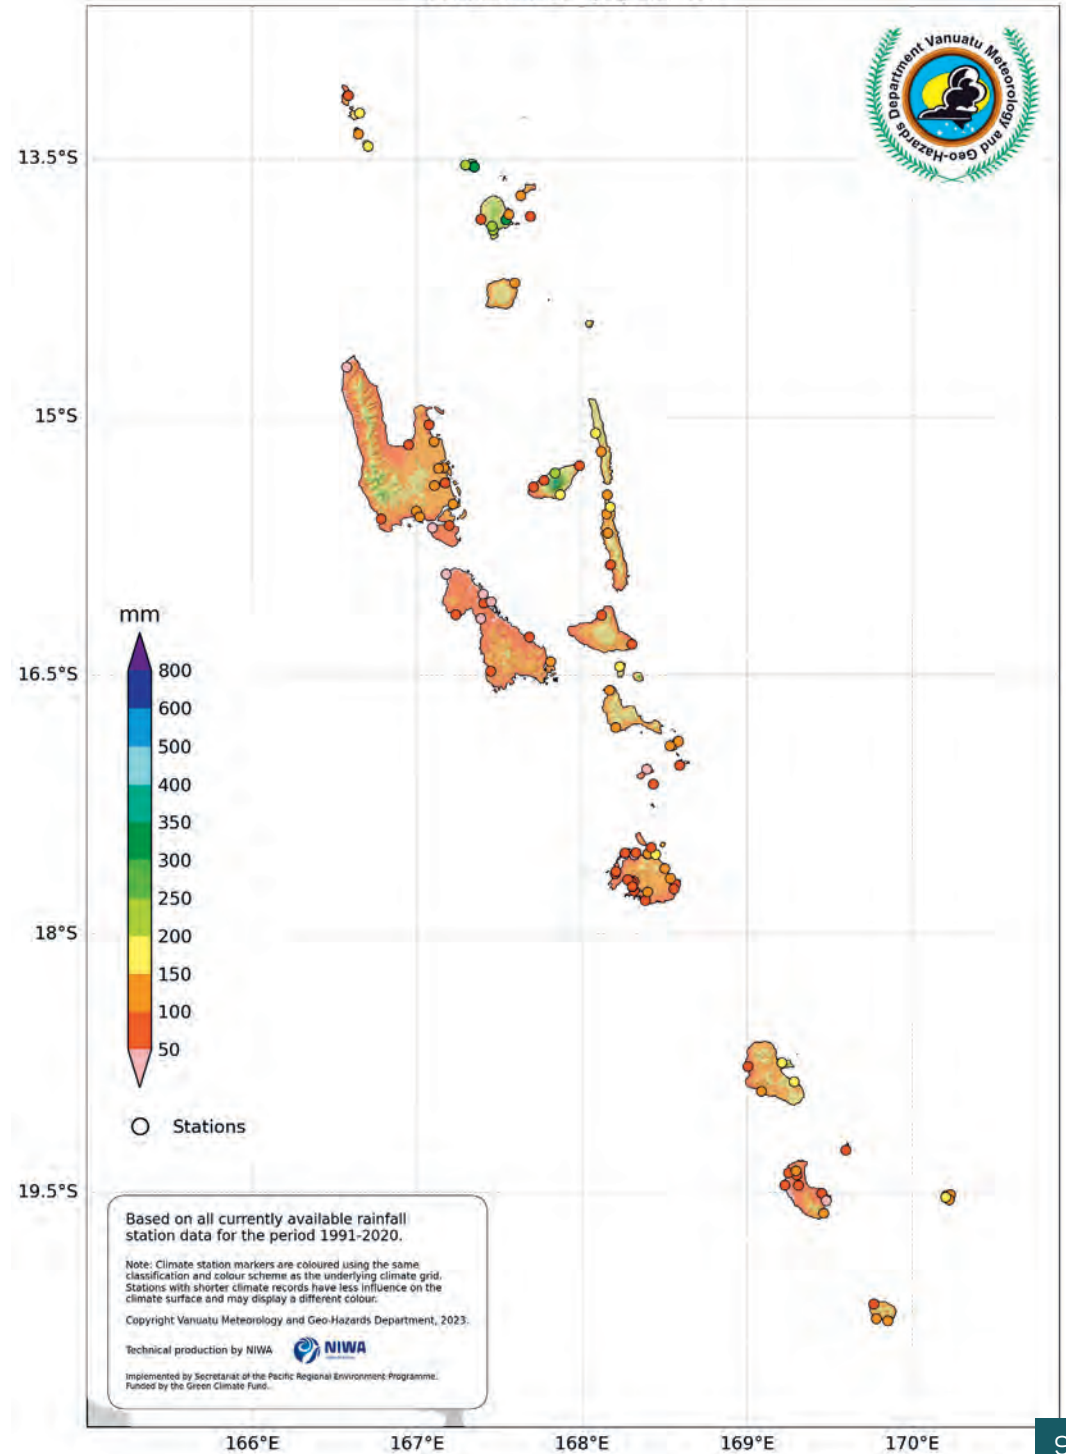 Vanuatu Meteorology and Geo-Hazards Department
13.5°S
15°S
16.5°S
18°S
19.5°S
mm
800
600
500
400
350
300
250
200
150
100
50
Stations
Based on all currently available rainfall
station data for the period 1991-2020.
Note: Climate station markers are coloured using the same
classification and colour scheme as the underlying climate grid.
Stations with shorter climate records have less influence on the
climate surface and may display a different colour.
Copyright Vanuatu Meteorology and Geo-Hazards Department, 2023.
Technical production by NIWA
NIWA
Implemented by Secretariat of the Pacific Regional Environment Programme.
Funded by the Green Climate Fund.
166°E
167°E
168°E
169°E
170°E